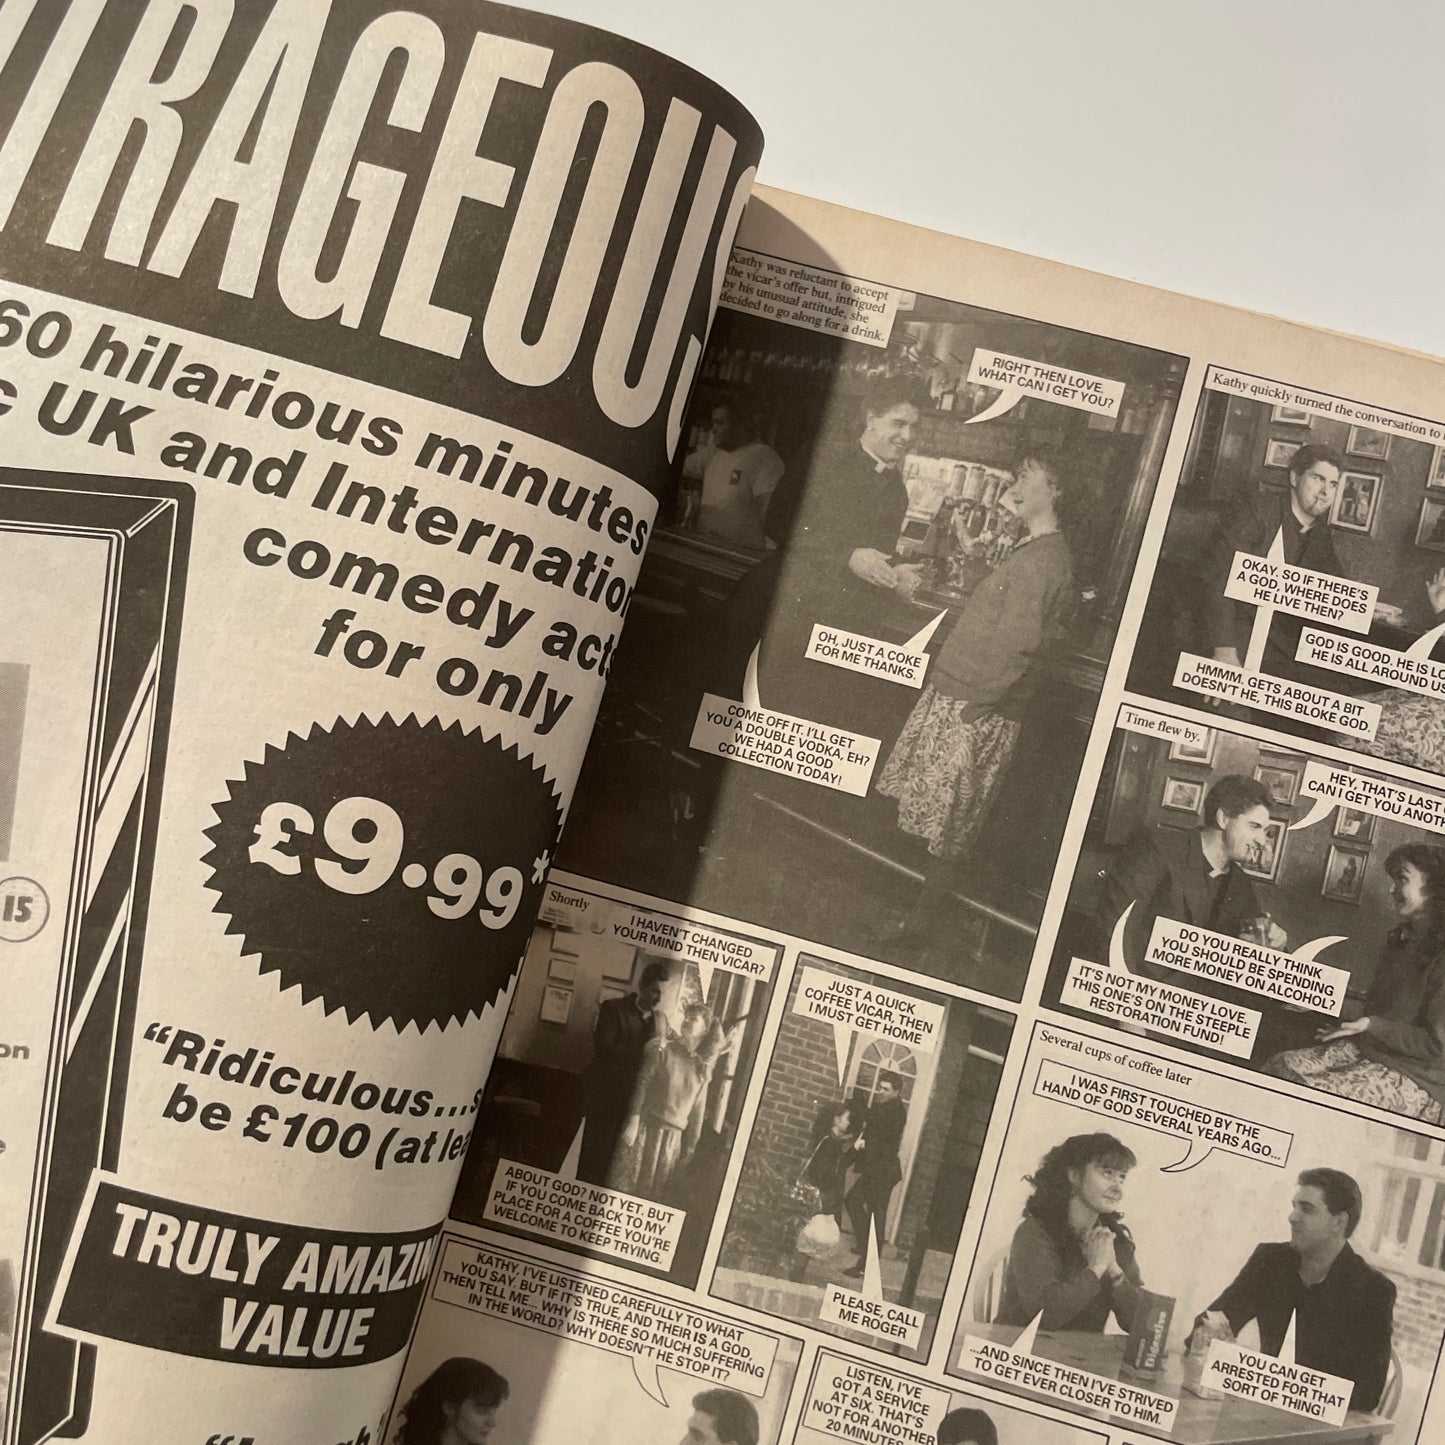 TRAGEOUS
60 hilarious minutes
UK and Internation
comedy acts
for only
£9.99*
15
on
"Ridiculous...s
be £100 (at lea
TRULY AMAZIN
VALUE
Kathy was reluctant to accept
the vicar's offer but, intrigued
by his unusual attitude, she
decided to go along for a drink.
RIGHT THEN LOVE.
WHAT CAN I GET YOU?
OH, JUST A COKE
FOR ME THANKS.
COME OFF IT. I'LL GET
YOU A DOUBLE VODKA, EH?
WE HAD A GOOD
COLLECTION TODAY!
Kathy quickly turned the conversation to
OKAY. SO IF THERE'S
A GOD, WHERE DOES
HE LIVE THEN?
GOD IS GOOD. HE IS LO
HE IS ALL AROUND US
HMMM. GETS ABOUT A BIT
DOESN'T HE, THIS BLOKE GOD.
Time flew by.
HEY, THAT'S LAST
CAN I GET YOU ANOTH
DO YOU REALLY THINK
YOU SHOULD BE SPENDING
MORE MONEY ON ALCOHOL?
IT'S NOT MY MONEY LOVE.
THIS ONE'S ON THE STEEPLE
RESTORATION FUND!
Shortly
I HAVEN'T CHANGED
YOUR MIND THEN VICAR?
ABOUT GOD? NOT YET. BUT
IF YOU COME BACK TO MY
PLACE FOR A COFFEE YOU'RE
WELCOME TO KEEP TRYING.
JUST A QUICK
COFFEE VICAR, THEN
I MUST GET HOME
PLEASE, CALL
ME ROGER
Several cups of coffee later
I WAS FIRST TOUCHED BY THE
HAND OF GOD SEVERAL YEARS AGO...
Digestive
...AND SINCE THEN I'VE STRIVED
TO GET EVER CLOSER TO HIM.
YOU CAN GET
ARRESTED FOR THAT
SORT OF THING!
KATHY, I'VE LISTENED CAREFULLY TO WHAT
YOU SAY. BUT IF IT'S TRUE, AND THEIR IS A GOD,
THEN TELL ME... WHY IS THERE SO MUCH SUFFERING
IN THE WORLD? WHY DOESN'T HE STOP IT?
LISTEN, I'VE
GOT A SERVICE
AT SIX. THAT'S
NOT FOR ANOTHER
20 MINUTES